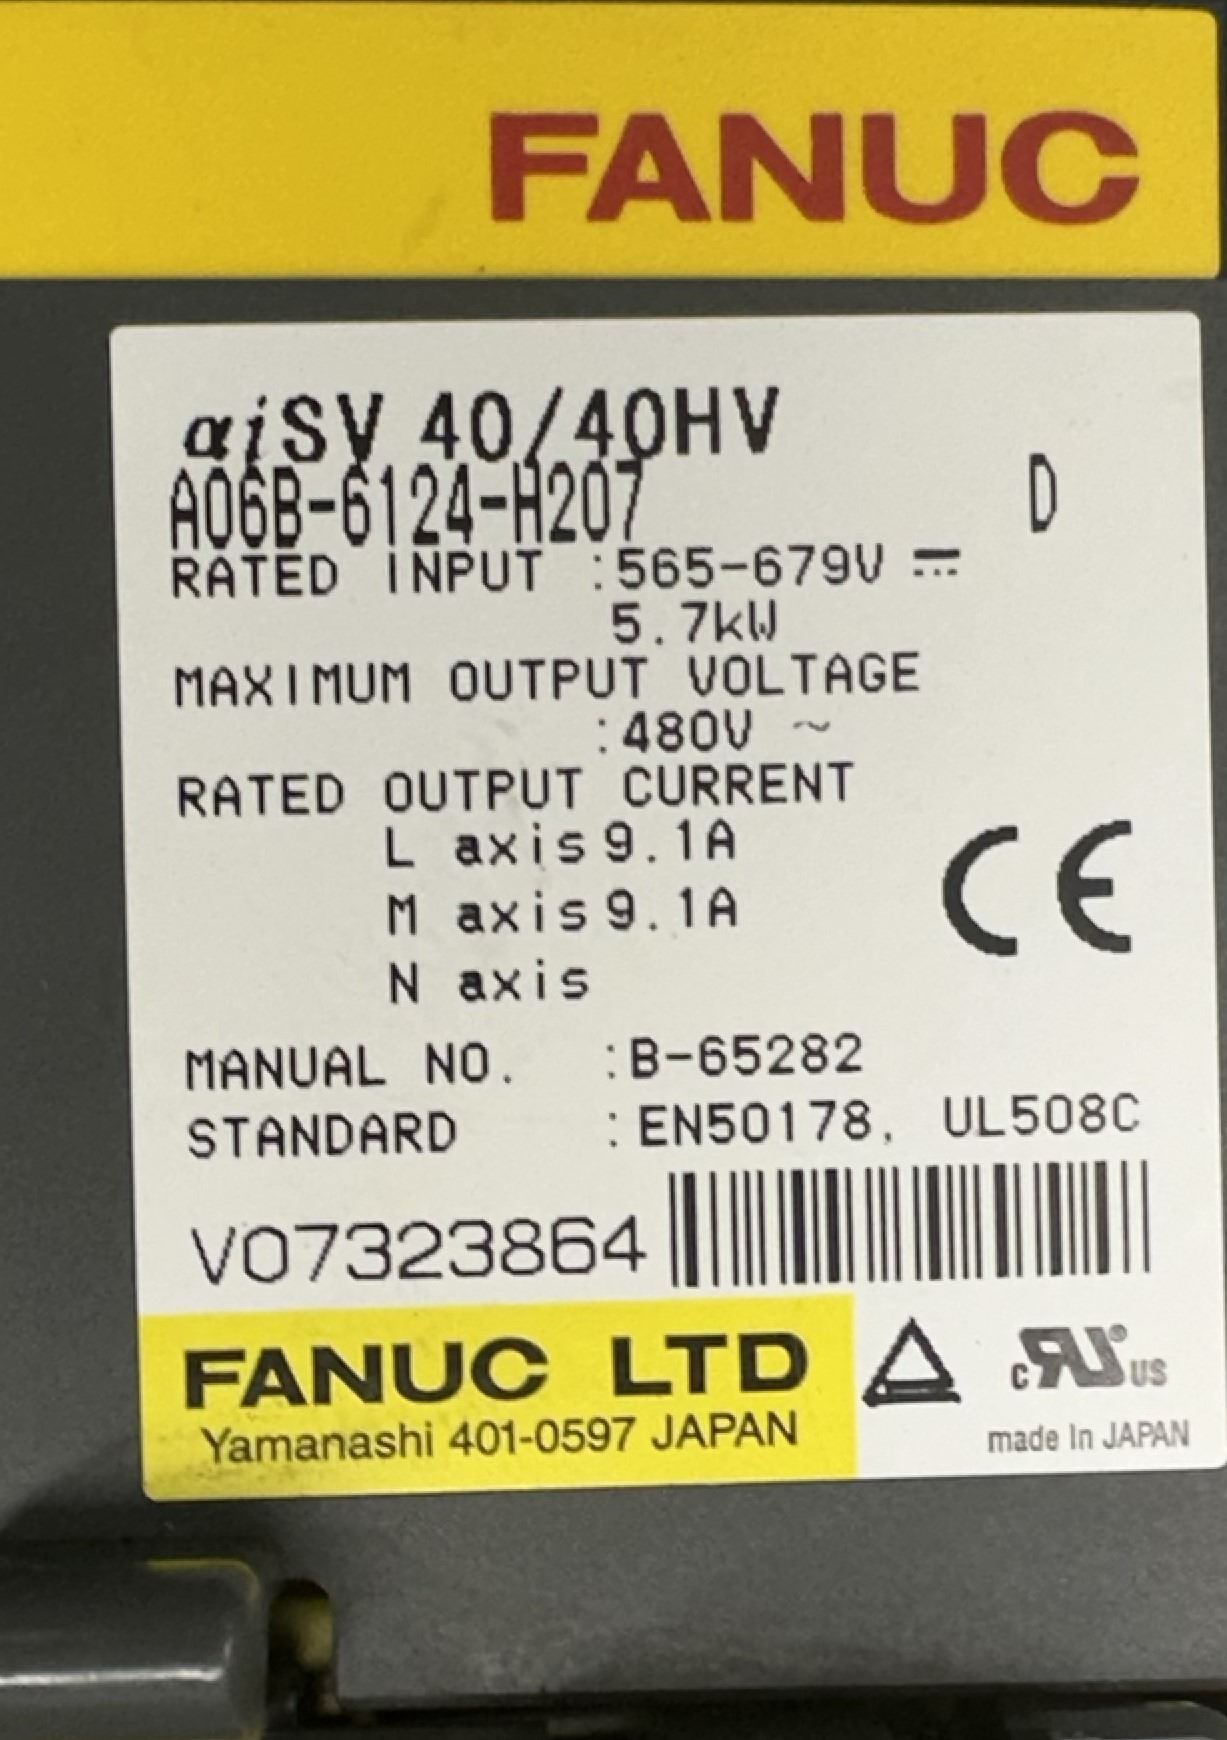 FANUC
αiSV 40/40HV
A06B-6124-H207 D
RATED INPUT :565-679V ⎓
5.7kW
MAXIMUM OUTPUT VOLTAGE
:480V ~
RATED OUTPUT CURRENT
L axis 9.1A
M axis 9.1A
N axis
CE
MANUAL NO. :B-65282
STANDARD :EN50178, UL508C
V07323864
FANUC LTD
Yamanashi 401-0597 JAPAN
c RU US
made in JAPAN